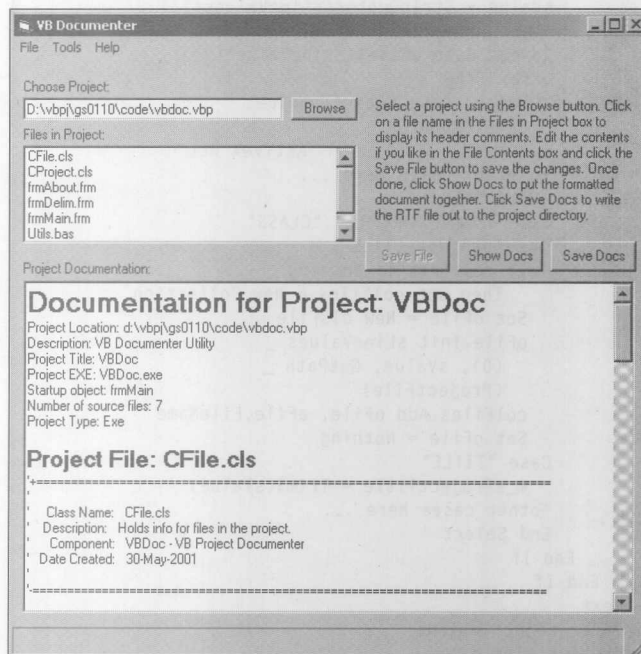 VB Documenter
File Tools Help
Choose Project:
D:\vbpj\gs0110\code\vbdoc.vbp
Browse
Files in Project:
CFile.cls
CProject.cls
frmAbout.frm
frmDelim.frm
frmMain.frm
Utils.bas
Select a project using the Browse button. Click
on a file name in the Files in Project box to
display its header comments. Edit the contents
if you like in the File Contents box and click the
Save File button to save the changes. Once
done, click Show Docs to put the formatted
document together. Click Save Docs to write
the RTF file out to the project directory.
Save File
Show Docs
Save Docs
Project Documentation:
Documentation for Project: VBDoc
Project Location: d:\vbpj\gs0110\code\vbdoc.vbp
Description: VB Documenter Utility
Project Title: VBDoc
Project EXE: VBDoc.exe
Startup object: frmMain
Number of source files: 7
Project Type: Exe
Project File: CFile.cls
Class Name: CFile.cls
Description: Holds info for files in the project.
Component: VBDoc - VB Project Documenter
Date Created: 30-May-2001